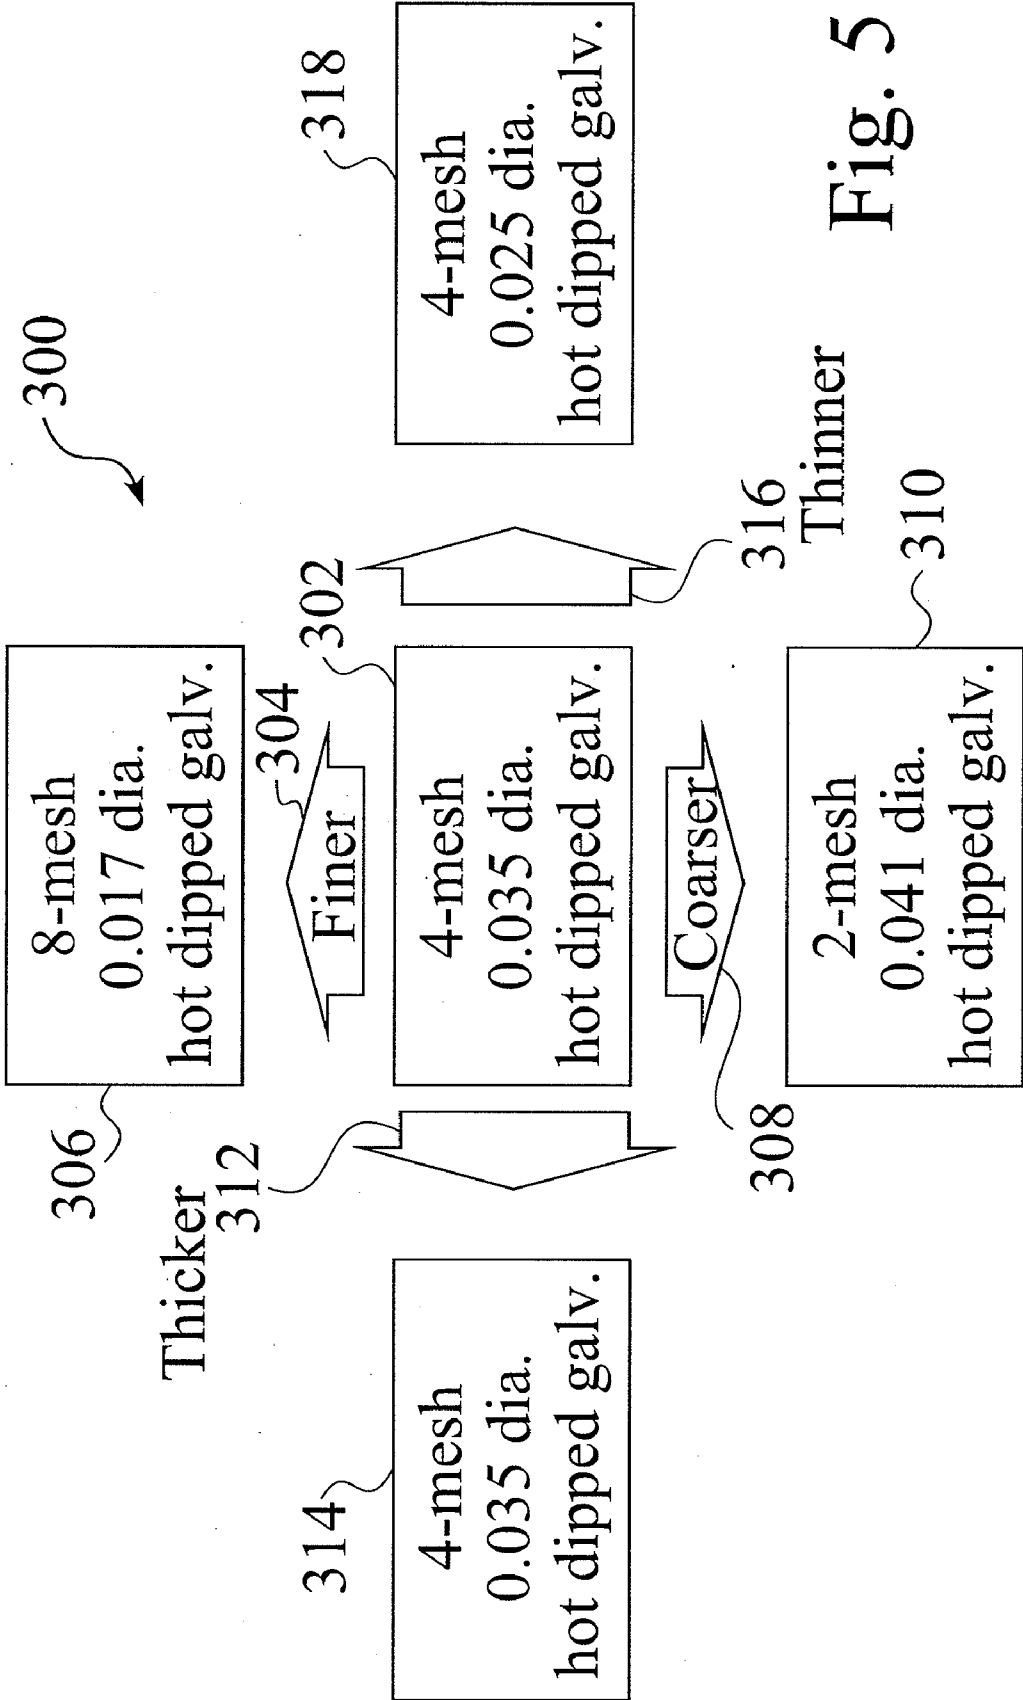 300
8-mesh
0.017 dia.
hot dipped galv.
306
Thicker
312
304
Finer
314
302
318
4-mesh
0.035 dia.
hot dipped galv.
4-mesh
0.035 dia.
hot dipped galv.
4-mesh
0.025 dia.
hot dipped galv.
Coarser
308
316
Thinner
2-mesh
0.041 dia.
hot dipped galv.
310
Fig. 5